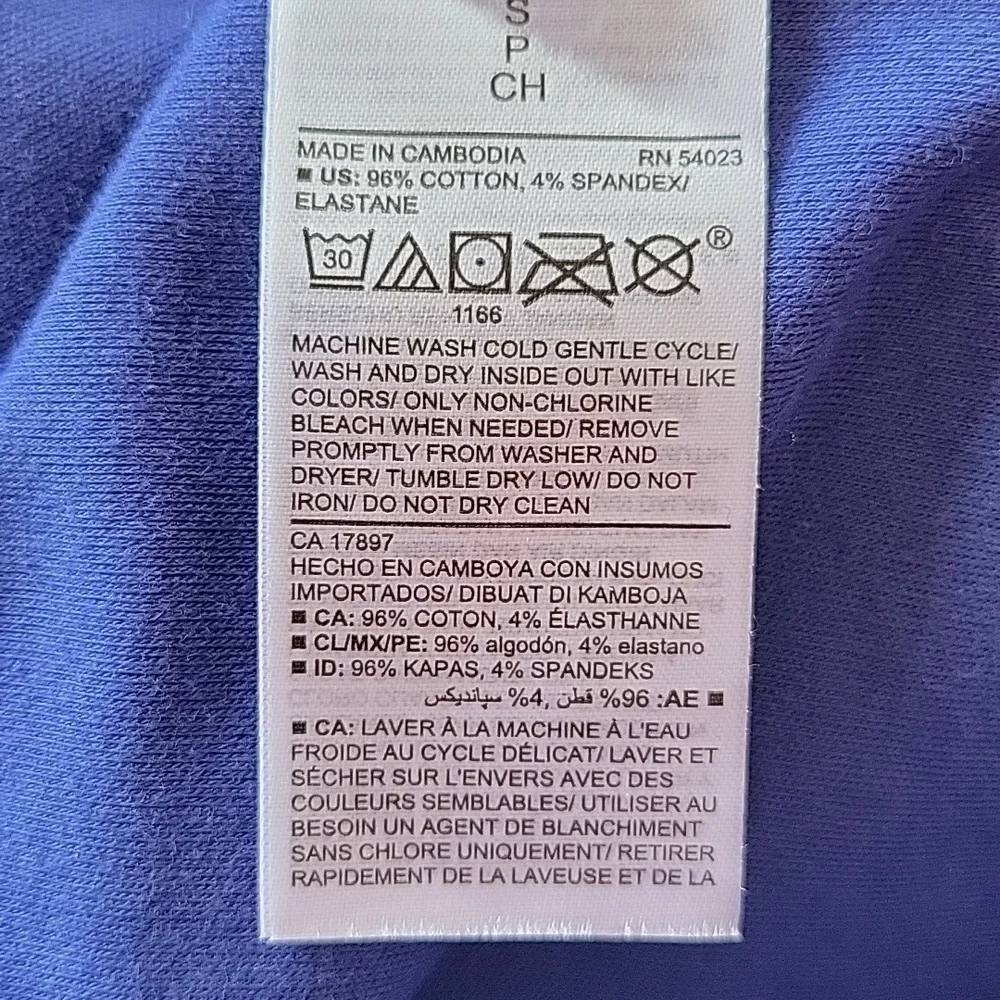 S
P
CH
MADE IN CAMBODIA RN 54023
US: 96% COTTON, 4% SPANDEX/
ELASTANE
30 ®
1166
MACHINE WASH COLD GENTLE CYCLE/
WASH AND DRY INSIDE OUT WITH LIKE
COLORS/ ONLY NON-CHLORINE
BLEACH WHEN NEEDED/ REMOVE
PROMPTLY FROM WASHER AND
DRYER/ TUMBLE DRY LOW/ DO NOT
IRON/ DO NOT DRY CLEAN
CA 17897
HECHO EN CAMBOYA CON INSUMOS
IMPORTADOS/ DIBUAT DI KAMBOJA
CA: 96% COTON, 4% ÉLASTHANNE
CL/MX/PE: 96% algodón, 4% elastano
ID: 96% KAPAS, 4% SPANDEKS
AE: 96% قطن, 4% سپانديكس
CA: LAVER À LA MACHINE À L'EAU
FROIDE AU CYCLE DÉLICAT/ LAVER ET
SÉCHER SUR L'ENVERS AVEC DES
COULEURS SEMBLABLES/ UTILISER AU
BESOIN UN AGENT DE BLANCHIMENT
SANS CHLORE UNIQUEMENT/ RETIRER
RAPIDEMENT DE LA LAVEUSE ET DE LA